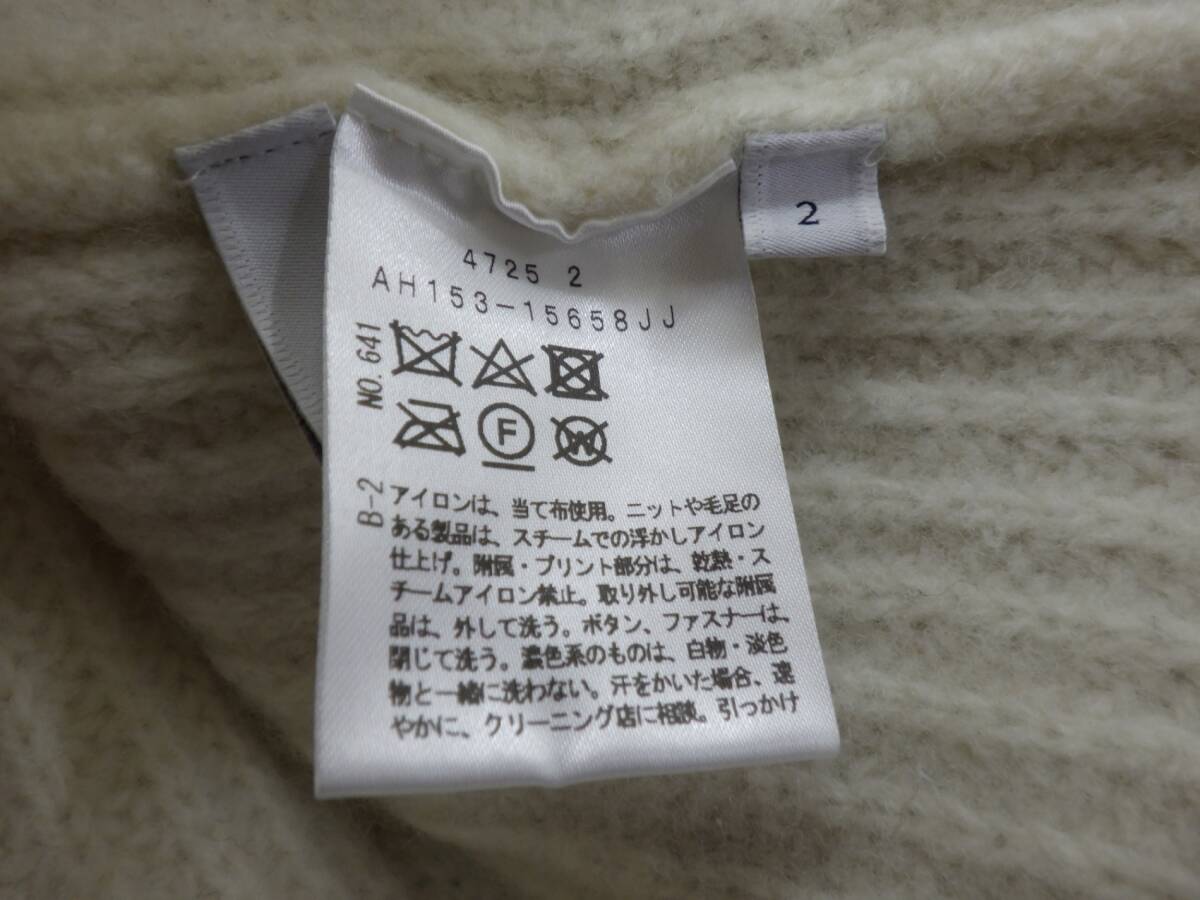 2
4725 2
AH153-15658JJ
NO. 641
F
W
B-2
アイロンは、当て布使用。ニットや毛足の
ある製品は、スチームでの浮かしアイロン
仕上げ。附属・プリント部分は、乾熱・ス
チームアイロン禁止。取り外し可能な附属
品は、外して洗う。ボタン、ファスナーは、
閉じて洗う。濃色系のものは、白物・淡色
物と一緒に洗わない。汗をかいた場合、速
やかに、クリーニング店に相談。引っかけ